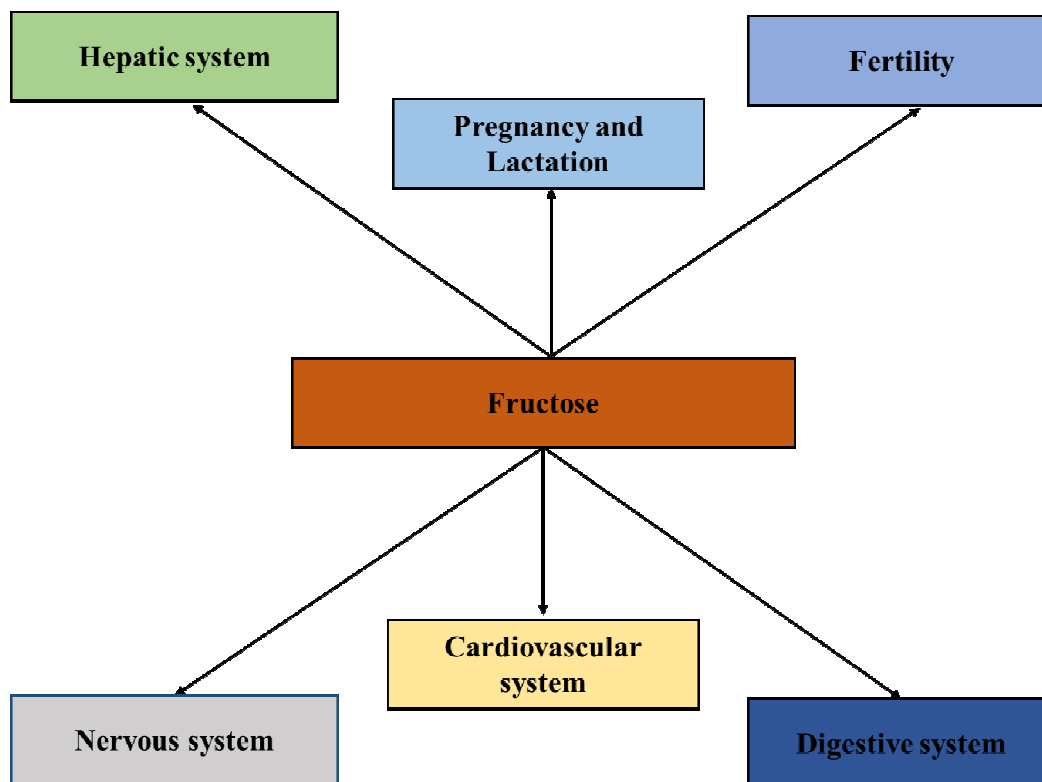 Hepatic system
Fertility
Pregnancy and
Lactation
Fructose
Cardiovascular
system
Nervous system
Digestive system